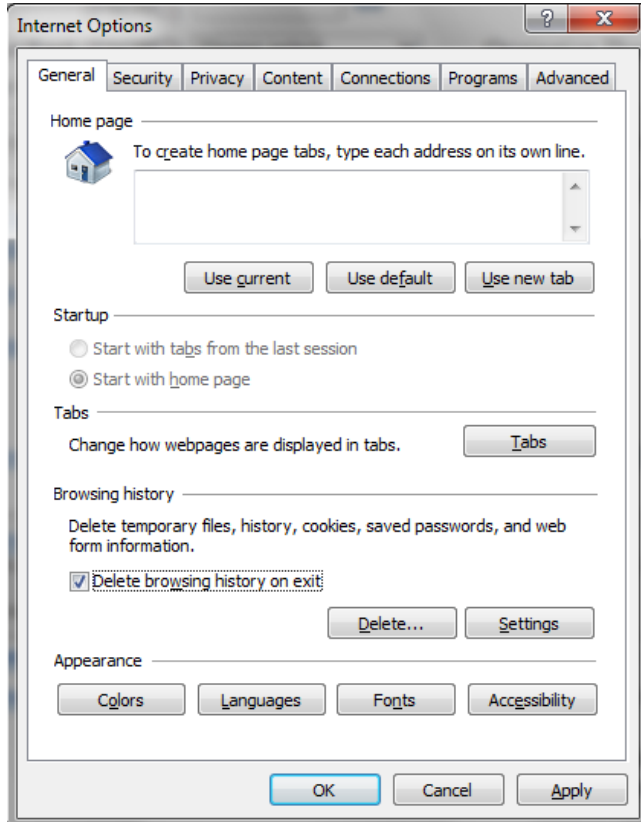 Internet Options
General Security Privacy Content Connections Programs Advanced
Home page
To create home page tabs, type each address on its own line.
Use current Use default Use new tab
Startup
Start with tabs from the last session
Start with home page
Tabs
Change how webpages are displayed in tabs. Tabs
Browsing history
Delete temporary files, history, cookies, saved passwords, and web
form information.
Delete browsing history on exit
Delete... Settings
Appearance
Colors Languages Fonts Accessibility
OK Cancel Apply